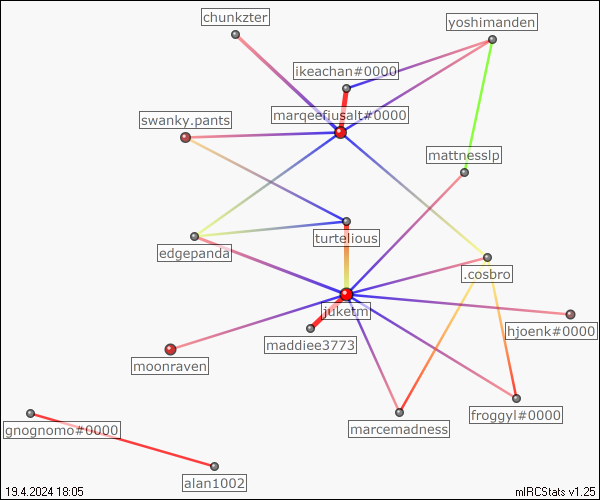 chunkzter
yoshimanden
ikeachan#0000
marqeefjusalt#0000
swanky.pants
mattnesslp
turtelious
edgepanda
.cosbro
juketm
hjoenk#0000
maddiee3773
moonraven
froggyl#0000
marcemadness
gnognomo#0000
alan1002
19.4.2024 18:05
mIRCStats v1.25